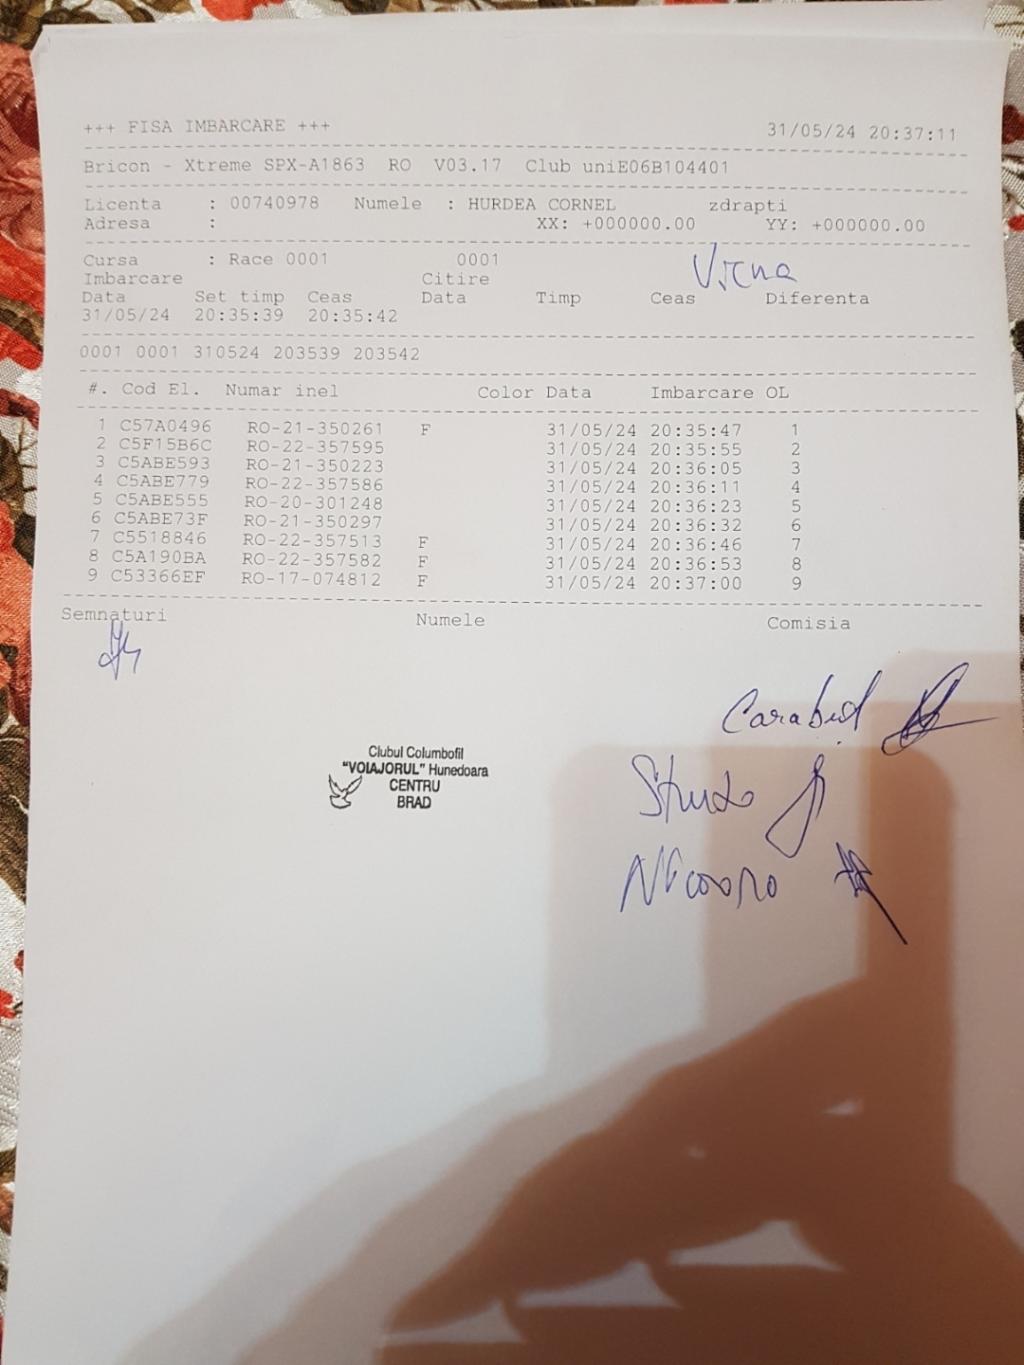 +++ FISA IMBARCARE +++ 31/05/24 20:37:11
Bricon - Xtreme SPX-A1863 RO V03.17 Club uniE06B104401
Licenta : 00740978 Numele : HURDEA CORNEL zdrapti
Adresa : XX: +000000.00 YY: +000000.00
Cursa : Race 0001 0001
Viena
Imbarcare Citire
Data Set timp Ceas Data Timp Ceas Diferenta
31/05/24 20:35:39 20:35:42
0001 0001 310524 203539 203542
#. Cod El. Numar inel Color Data Imbarcare OL
1 C57A0496 RO-21-350261 F 31/05/24 20:35:47 1
2 C5F15B6C RO-22-357595 31/05/24 20:35:55 2
3 C5ABE593 RO-21-350223 31/05/24 20:36:05 3
4 C5ABE779 RO-22-357586 31/05/24 20:36:11 4
5 C5ABE555 RO-20-301248 31/05/24 20:36:23 5
6 C5ABE73F RO-21-350297 31/05/24 20:36:32 6
7 C5518846 RO-22-357513 F 31/05/24 20:36:46 7
8 C5A190BA RO-22-357582 F 31/05/24 20:36:53 8
9 C53366EF RO-17-074812 F 31/05/24 20:37:00 9
Semnaturi Numele Comisia
Clubul Columbofil
"VOIAJORUL" Hunedoara
CENTRU
BRAD